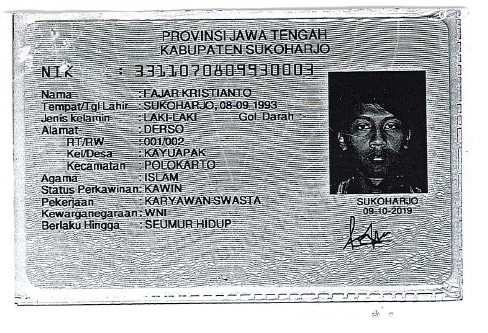 PROVINSI JAWA TENGAH
KABUPATEN SUKOHARJO
NIK : 3311070809930003
Nama : FAJAR KRISTIANTO
Tempat/Tgl Lahir : SUKOHARJO, 08-09-1993
Jenis kelamin : LAKI-LAKI Gol. Darah :-
Alamat : DERSO
RT/RW : 001/002
Kel/Desa : KAYUAPAK
Kecamatan : POLOKARTO
Agama : ISLAM
Status Perkawinan: KAWIN
Pekerjaan : KARYAWAN SWASTA
Kewarganegaraan: WNI
Berlaku Hingga : SEUMUR HIDUP
SUKOHARJO
09-10-2019